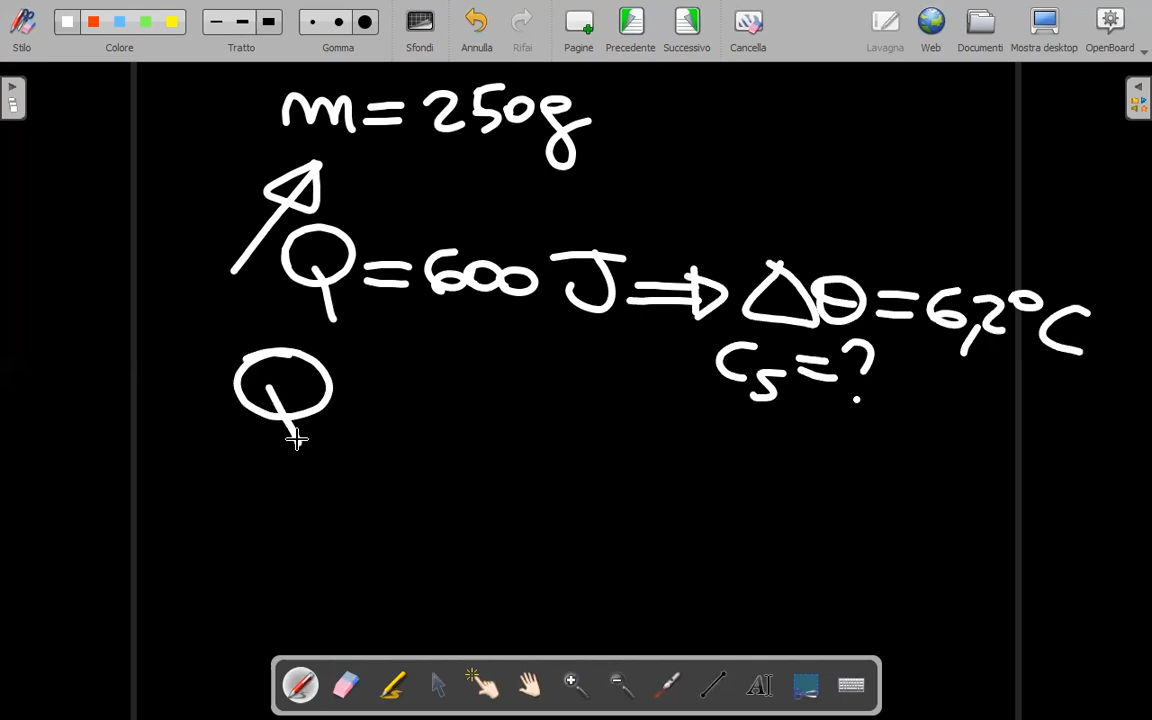 Stilo Colore Tratto Gomma Sfondi Annulla Rifai Pagine Precedente Successivo Cancella Lavagna Web Documenti Mostra desktop OpenBoard
m = 250g
Q = 600 J ⇒ Δθ = 6,2°C
cs = ?
Q